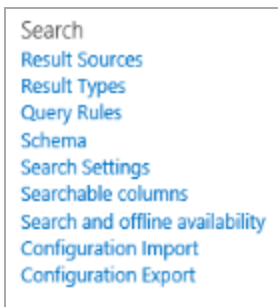 Search
Result Sources
Result Types
Query Rules
Schema
Search Settings
Searchable columns
Search and offline availability
Configuration Import
Configuration Export